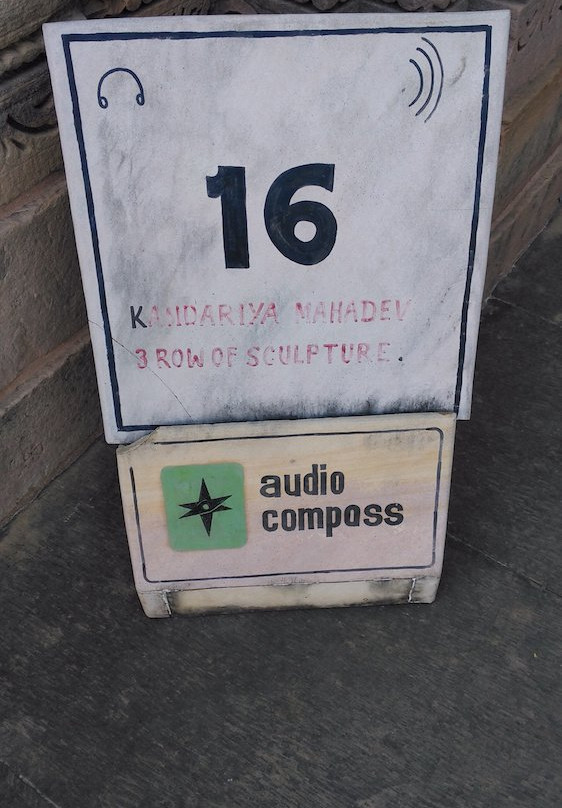 16
KANDARIYA MAHADEV
3 ROW OF SCULPTURE.
audio
compass